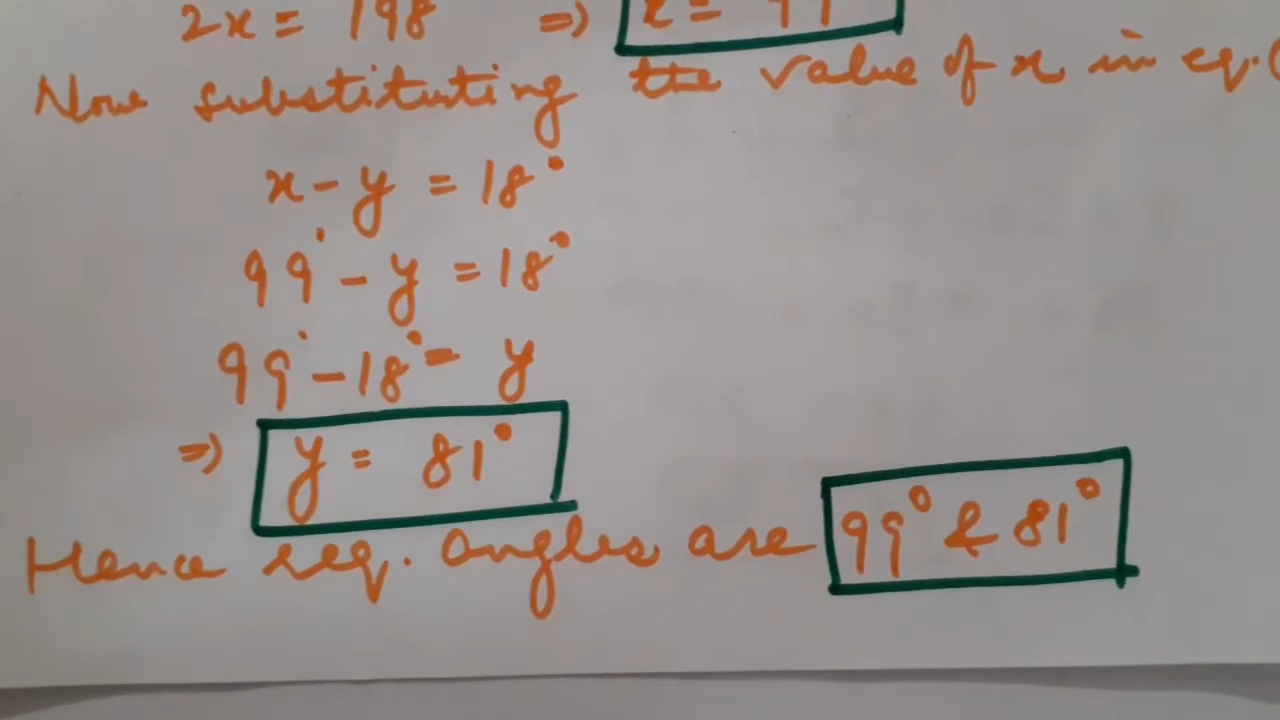 2x = 198 ⇒ x = 99
Now substituting the value of x in eq.(
x - y = 18°
99° - y = 18°
99° - 18° = y
⇒ y = 81°
Hence req. angles are 99° & 81°